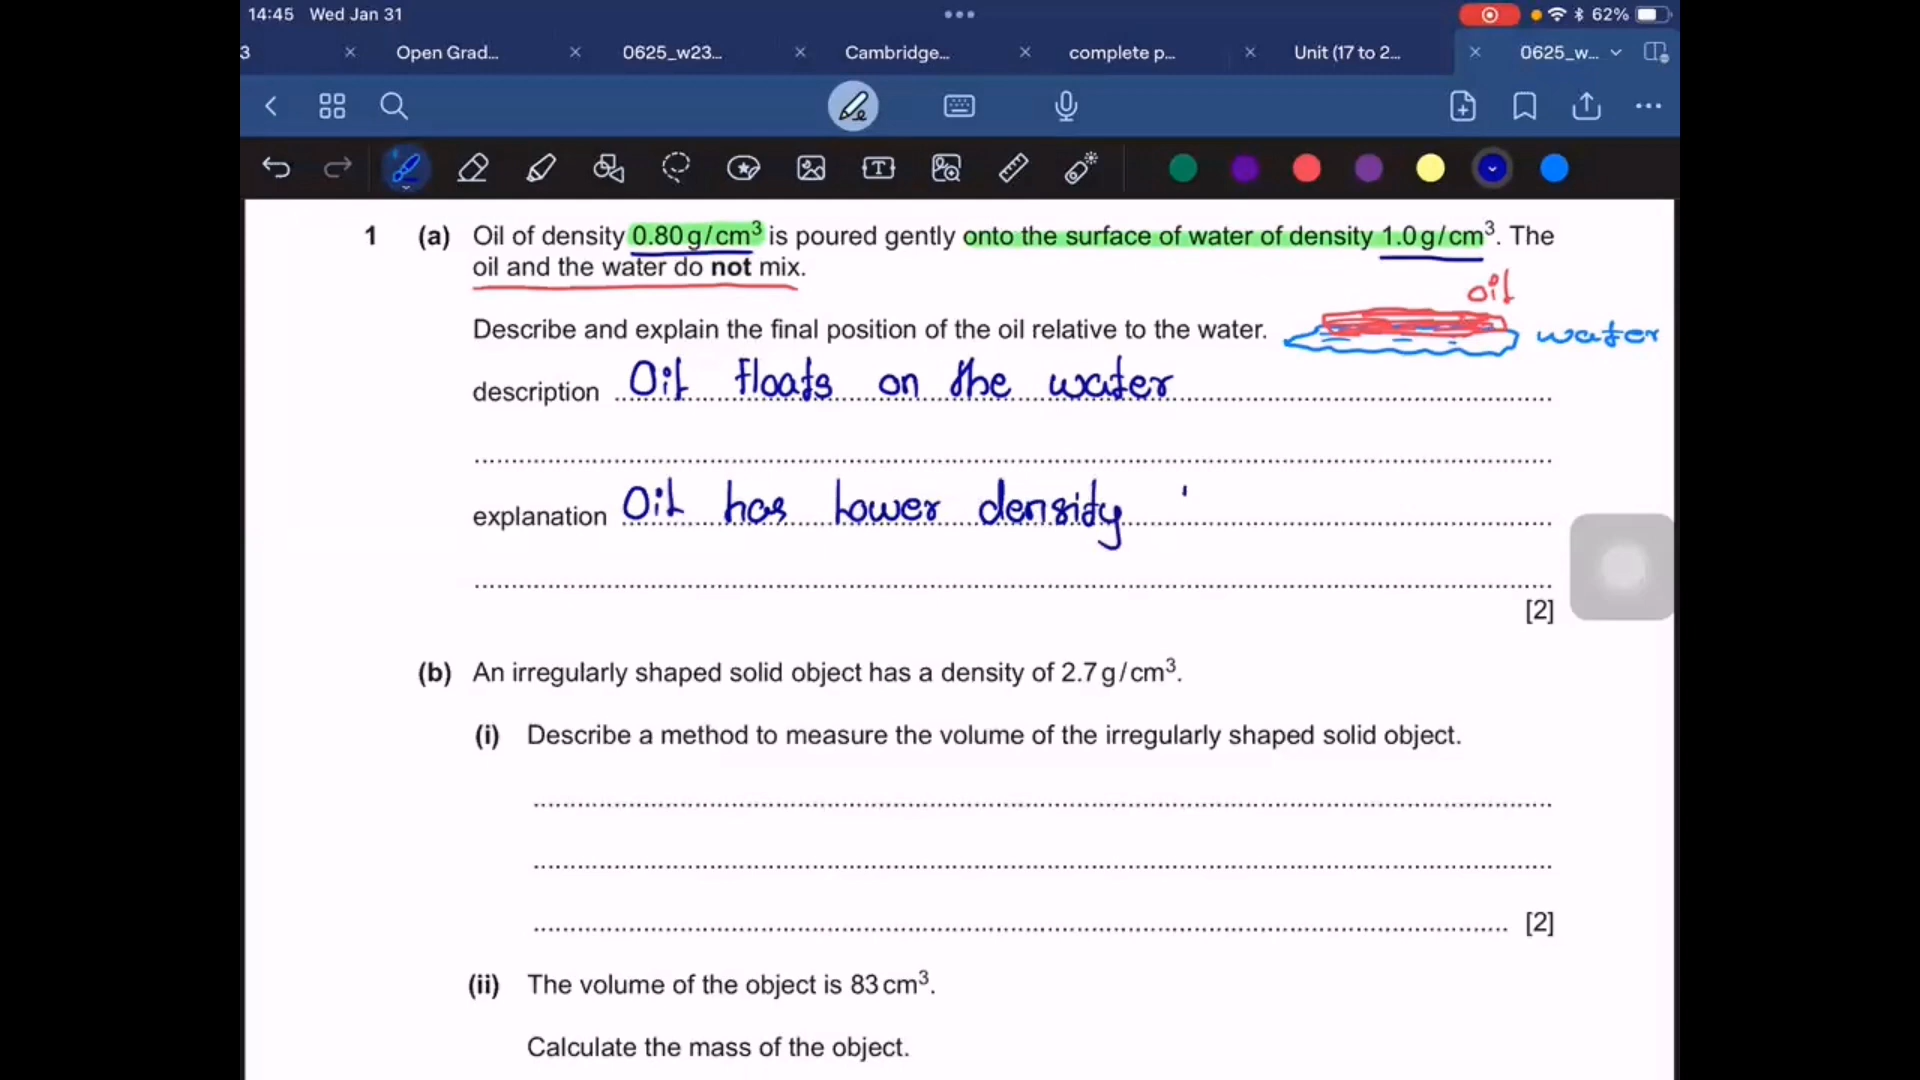 14:45 Wed Jan 31
62%
3
Open Grad...
0625_w23...
Cambridge...
complete p...
Unit (17 to 2...
0625_w...
1 (a) Oil of density 0.80 g/cm³ is poured gently onto the surface of water of density 1.0 g/cm³. The
oil and the water do not mix.
oil
Describe and explain the final position of the oil relative to the water.
water
description Oil floats on the water
explanation Oil has lower density
[2]
(b) An irregularly shaped solid object has a density of 2.7 g/cm³.
(i) Describe a method to measure the volume of the irregularly shaped solid object.
[2]
(ii) The volume of the object is 83 cm³.
Calculate the mass of the object.